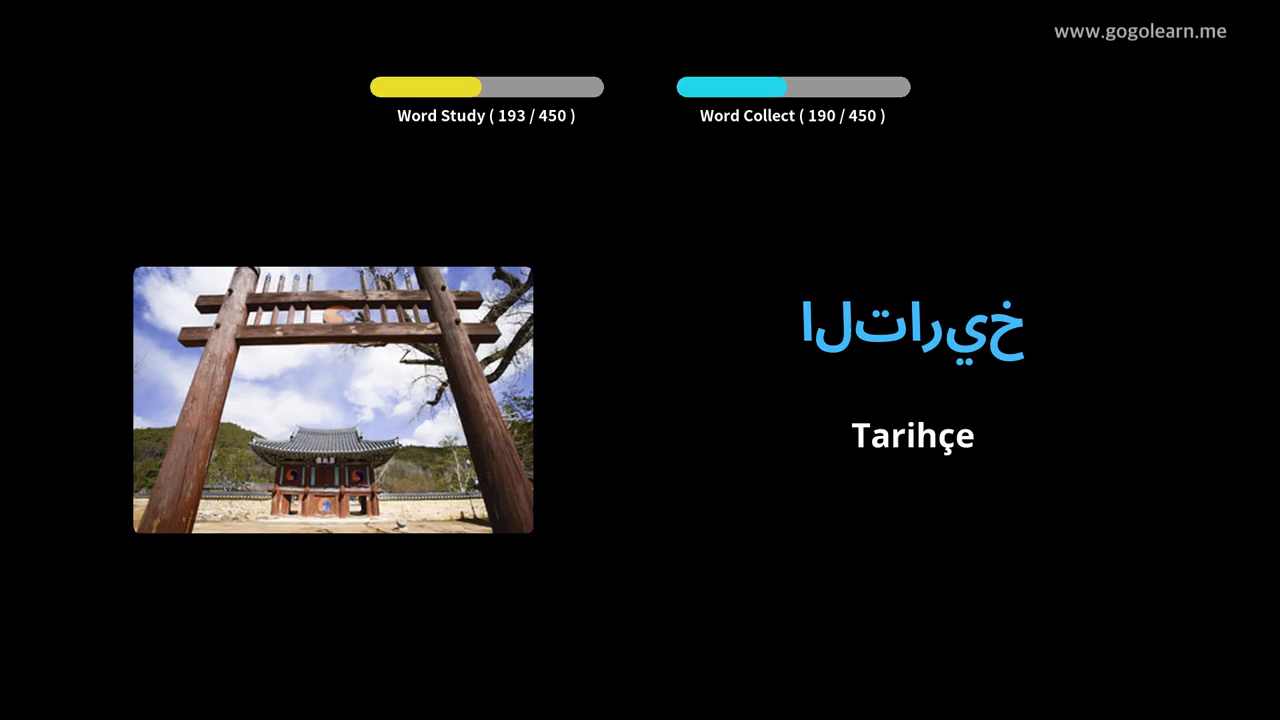 www.gogolearn.me
Word Study ( 193 / 450 )
Word Collect ( 190 / 450 )
التاريخ
Tarihçe